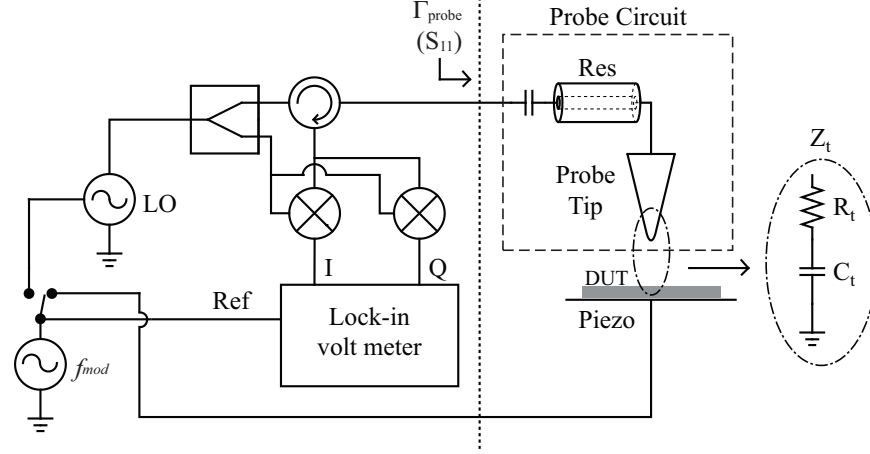 Γprobe
(S11)
Probe Circuit
Res
Zt
Probe
Tip
Rt
Ct
LO
I
Q
DUT
Piezo
Ref
Lock-in
volt meter
fmod